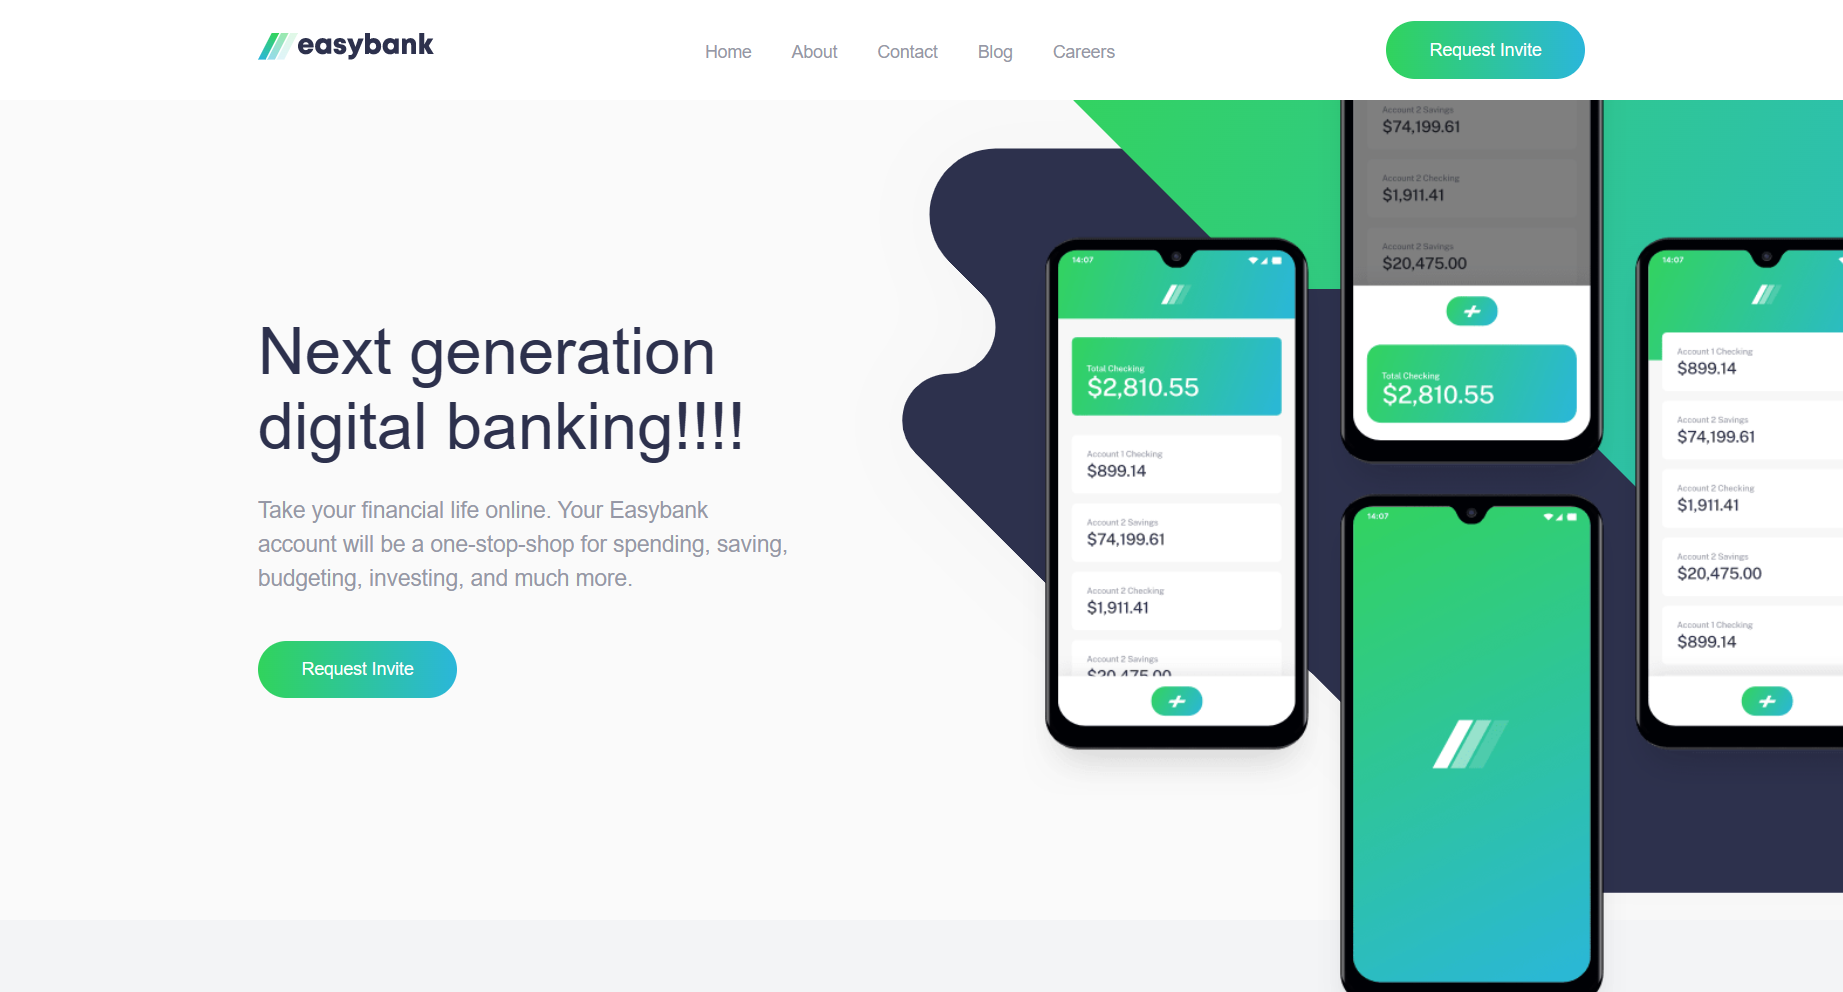 easybank
Home
About
Contact
Blog
Careers
Request Invite
Next generation
digital banking!!!!
Take your financial life online. Your Easybank
account will be a one-stop-shop for spending, saving,
budgeting, investing, and much more.
Request Invite
14:07
Total Checking
$2,810.55
Account 1 Checking
$899.14
Account 2 Savings
$74,199.61
Account 2 Checking
$1,911.41
Account 2 Savings
$20,475.00
Account 2 Savings
$74,199.61
Account 2 Checking
$1,911.41
Account 2 Savings
$20,475.00
Total Checking
$2,810.55
14:07
14:07
Account 1 Checking
$899.14
Account 2 Savings
$74,199.61
Account 2 Checking
$1,911.41
Account 2 Savings
$20,475.00
Account 1 Checking
$899.14